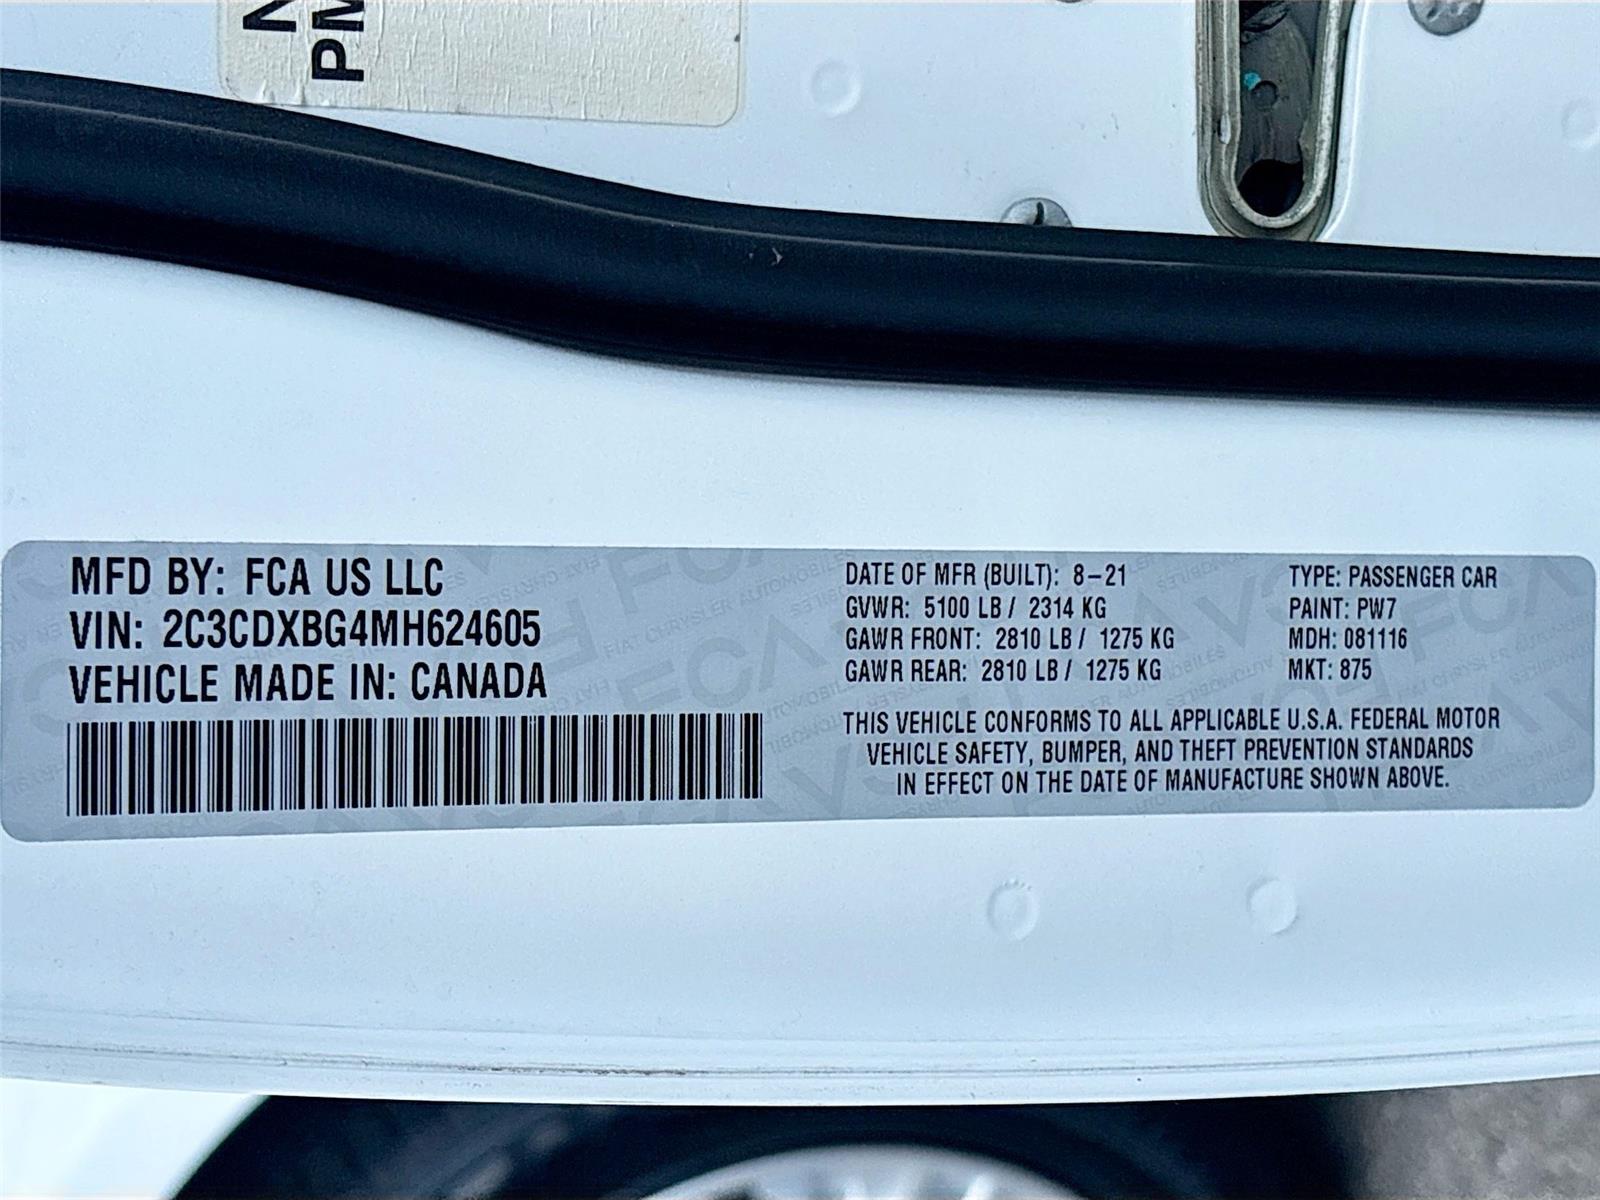 PM
MFD BY: FCA US LLC
VIN: 2C3CDXBG4MH624605
VEHICLE MADE IN: CANADA
DATE OF MFR (BUILT): 8-21
GVWR: 5100 LB / 2314 KG
GAWR FRONT: 2810 LB / 1275 KG
GAWR REAR: 2810 LB / 1275 KG
TYPE: PASSENGER CAR
PAINT: PW7
MDH: 081116
MKT: 875
THIS VEHICLE CONFORMS TO ALL APPLICABLE U.S.A. FEDERAL MOTOR
VEHICLE SAFETY, BUMPER, AND THEFT PREVENTION STANDARDS
IN EFFECT ON THE DATE OF MANUFACTURE SHOWN ABOVE.